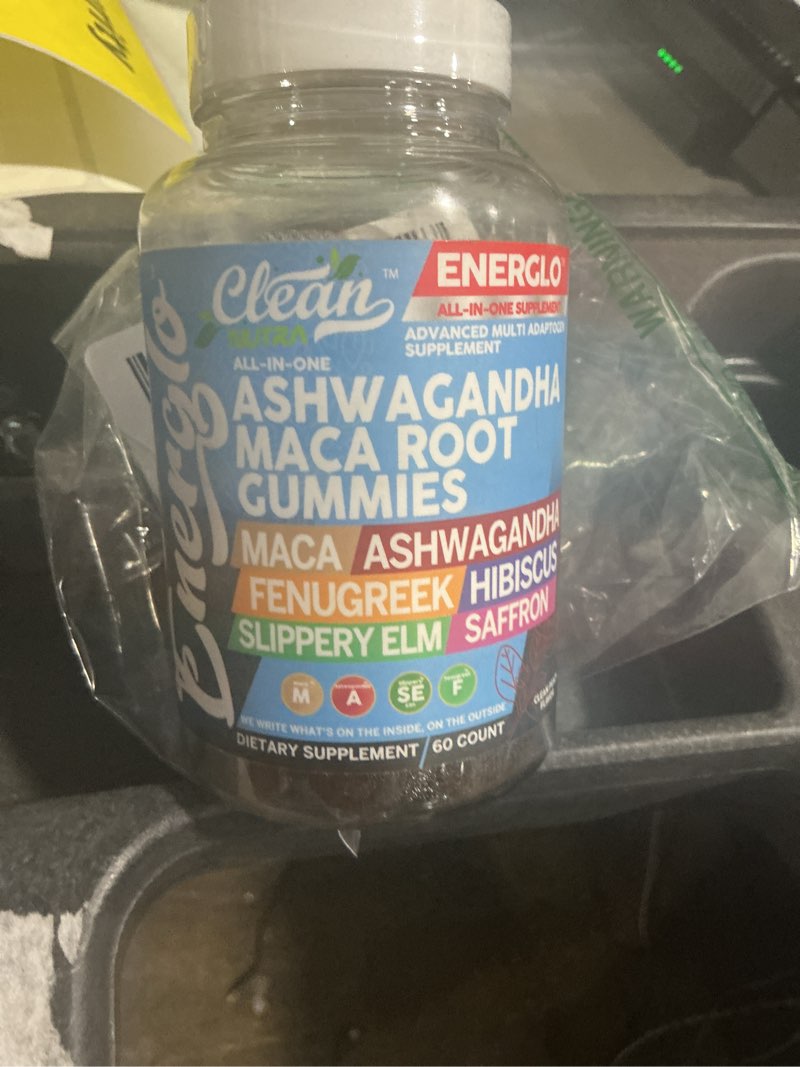 Clean™
NUTRA
ENERGLO™
ALL-IN-ONE SUPPLEMENT
ADVANCED MULTI ADAPTOGEN
SUPPLEMENT
ALL-IN-ONE
ASHWAGANDHA
MACA ROOT
GUMMIES
Energlo
MACA ASHWAGANDHA
FENUGREEK HIBISCUS
SLIPPERY ELM SAFFRON
M A SE F
WE WRITE WHAT'S ON THE INSIDE, ON THE OUTSIDE
DIETARY SUPPLEMENT / 60 COUNT
WARNING